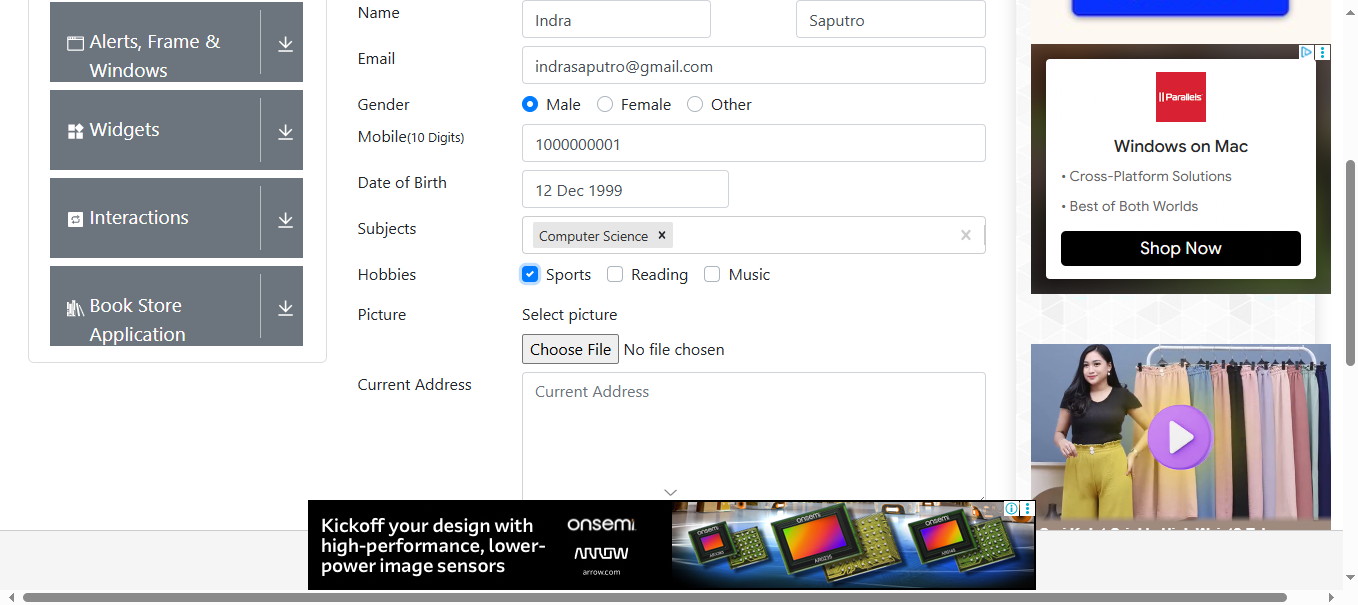 Alerts, Frame &
Windows
Widgets
Interactions
Book Store
Application
Name
Indra
Saputro
Email
indrasaputro@gmail.com
Gender
Male
Female
Other
Mobile(10 Digits)
1000000001
Date of Birth
12 Dec 1999
Subjects
Computer Science ×
Hobbies
Sports
Reading
Music
Picture
Select picture
Choose File No file chosen
Current Address
Current Address
Parallels
Windows on Mac
• Cross-Platform Solutions
• Best of Both Worlds
Shop Now
Kickoff your design with
high-performance, lower-
power image sensors
onsemi
ARROW
arrow.com
onsemi
onsemi